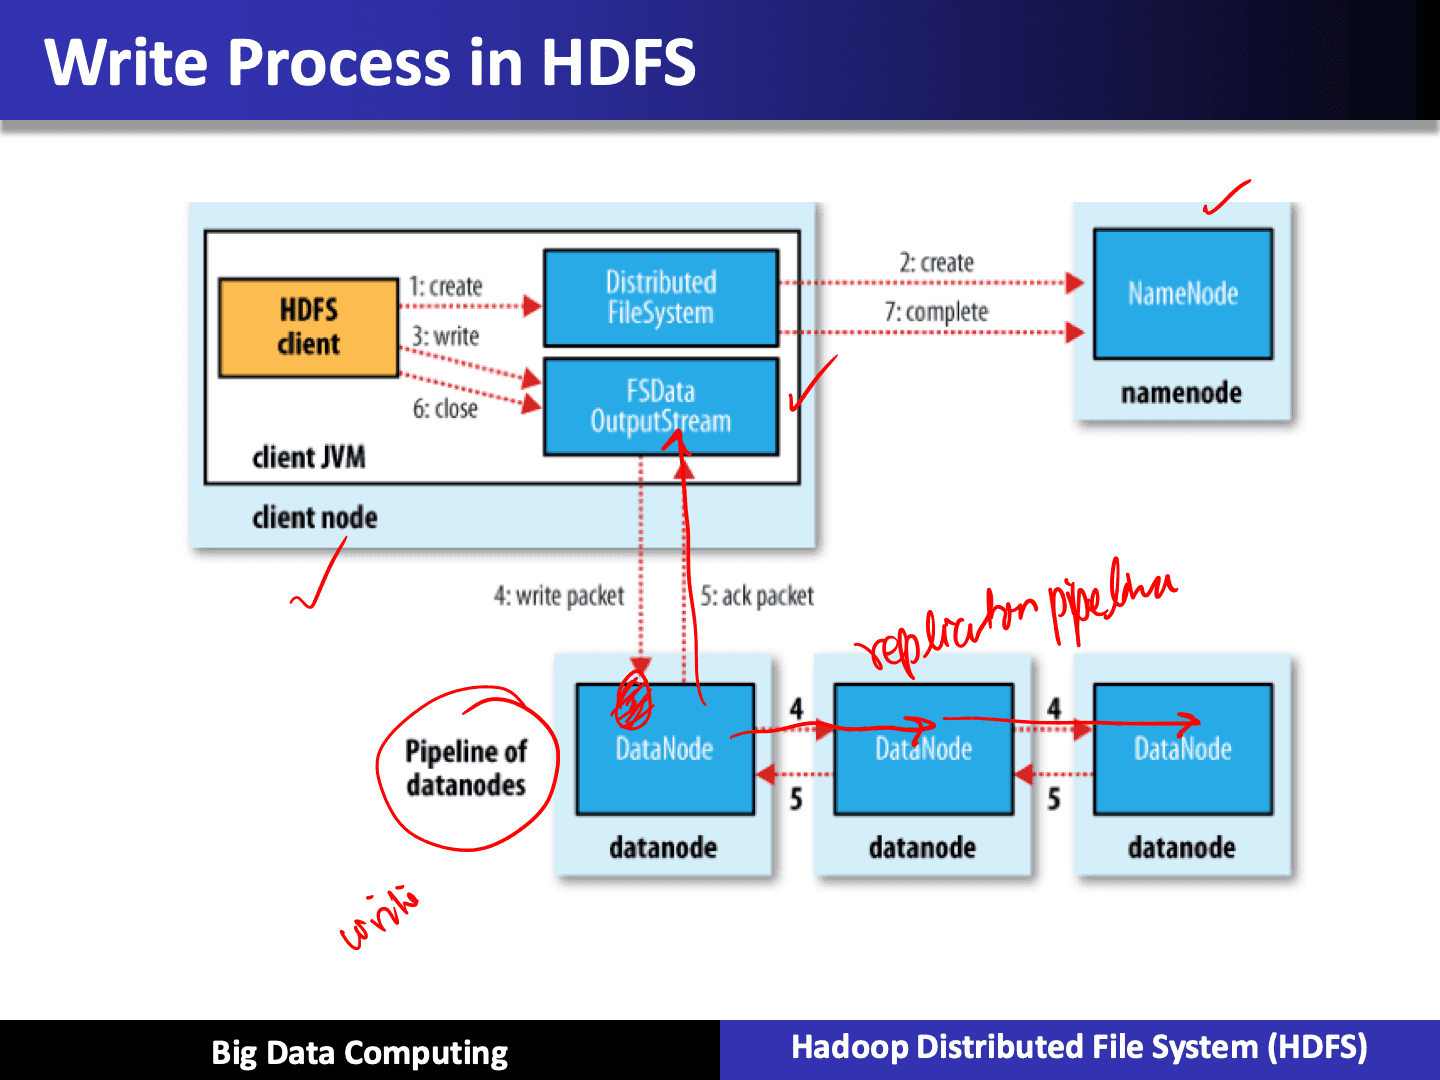 Write Process in HDFS
HDFS
client
1: create
3: write
6: close
Distributed
FileSystem
FSData
OutputStream
client JVM
client node
2: create
7: complete
NameNode
namenode
4: write packet
5: ack packet
replication pipeline
Pipeline of
datanodes
DataNode
datanode
4
5
DataNode
datanode
4
5
DataNode
datanode
write
Big Data Computing
Hadoop Distributed File System (HDFS)